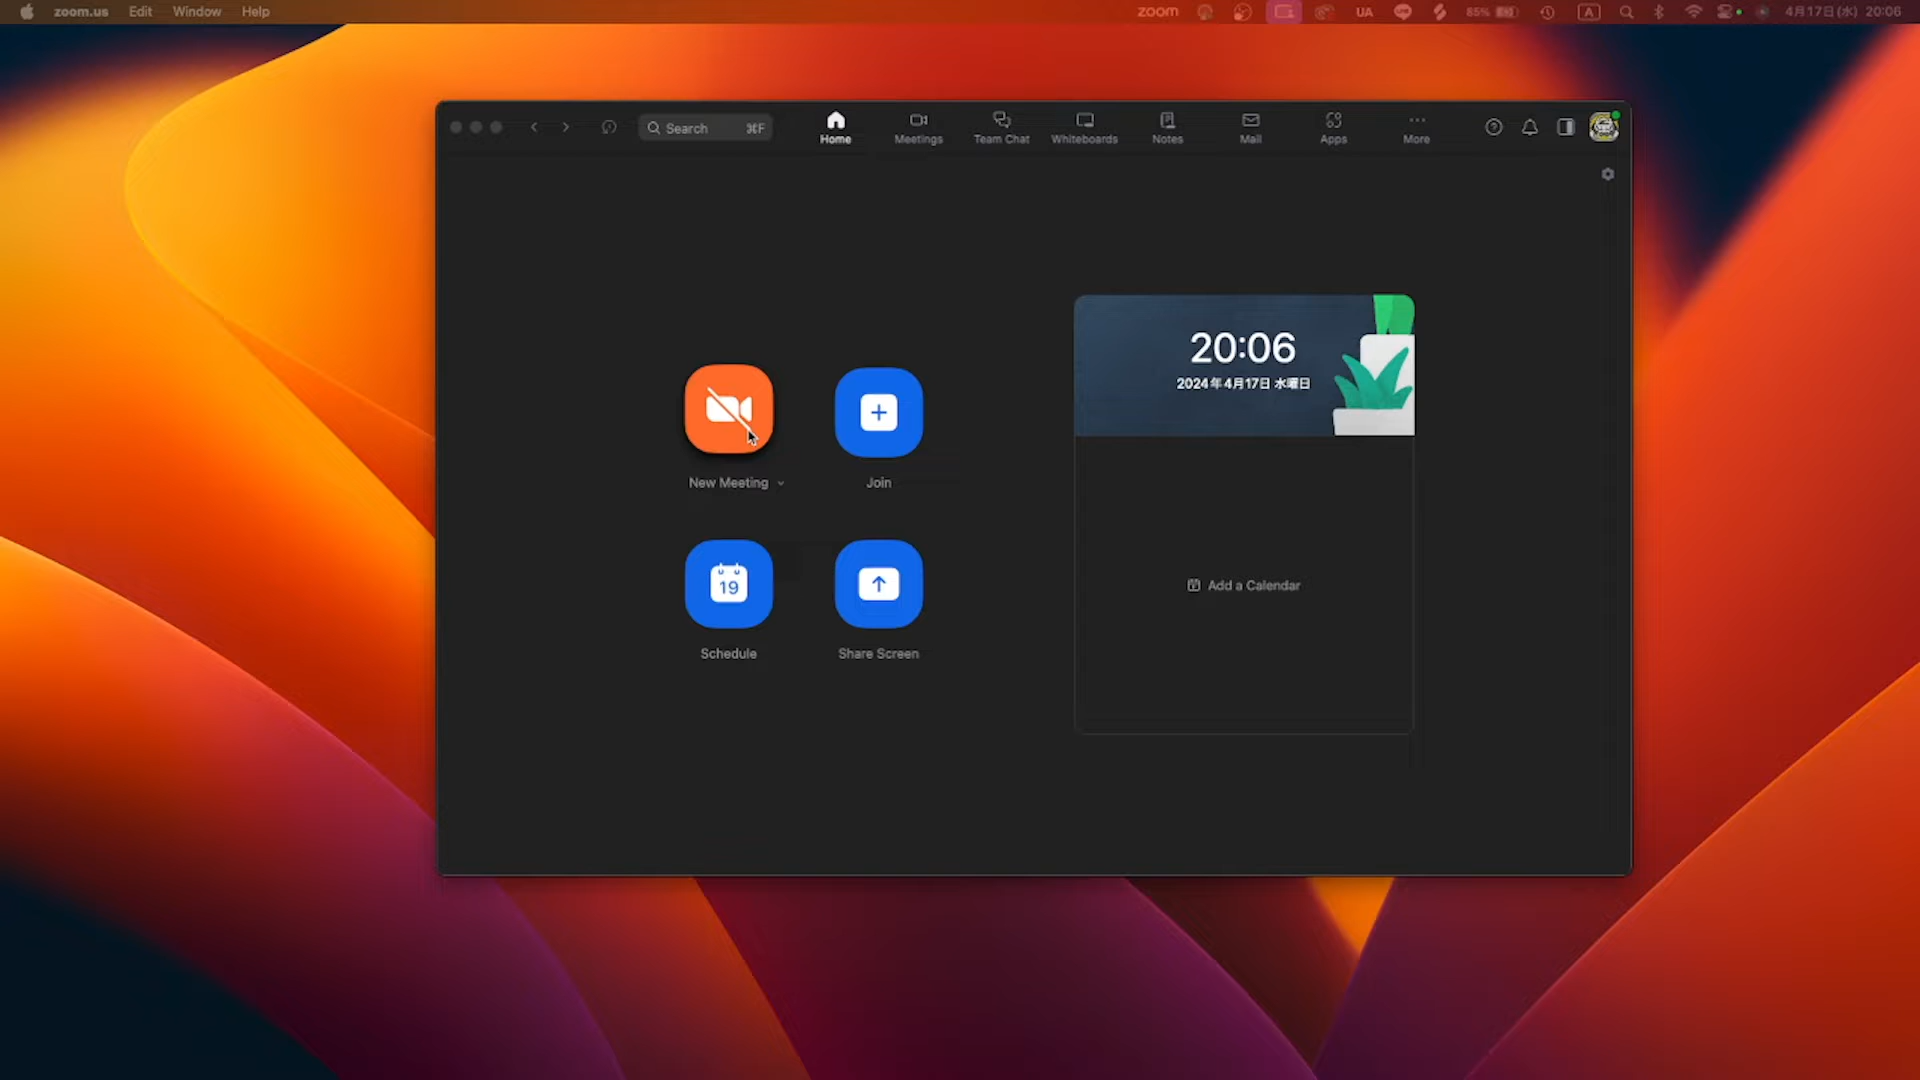 zoom.us Edit Window Help
zoom UA 85% A 4月17日(水) 20:06
Search ⌘F
Home Meetings Team Chat Whiteboards Notes Mail Apps More
20:06
2024年4月17日 水曜日
New Meeting Join
19
Add a Calendar
Schedule Share Screen